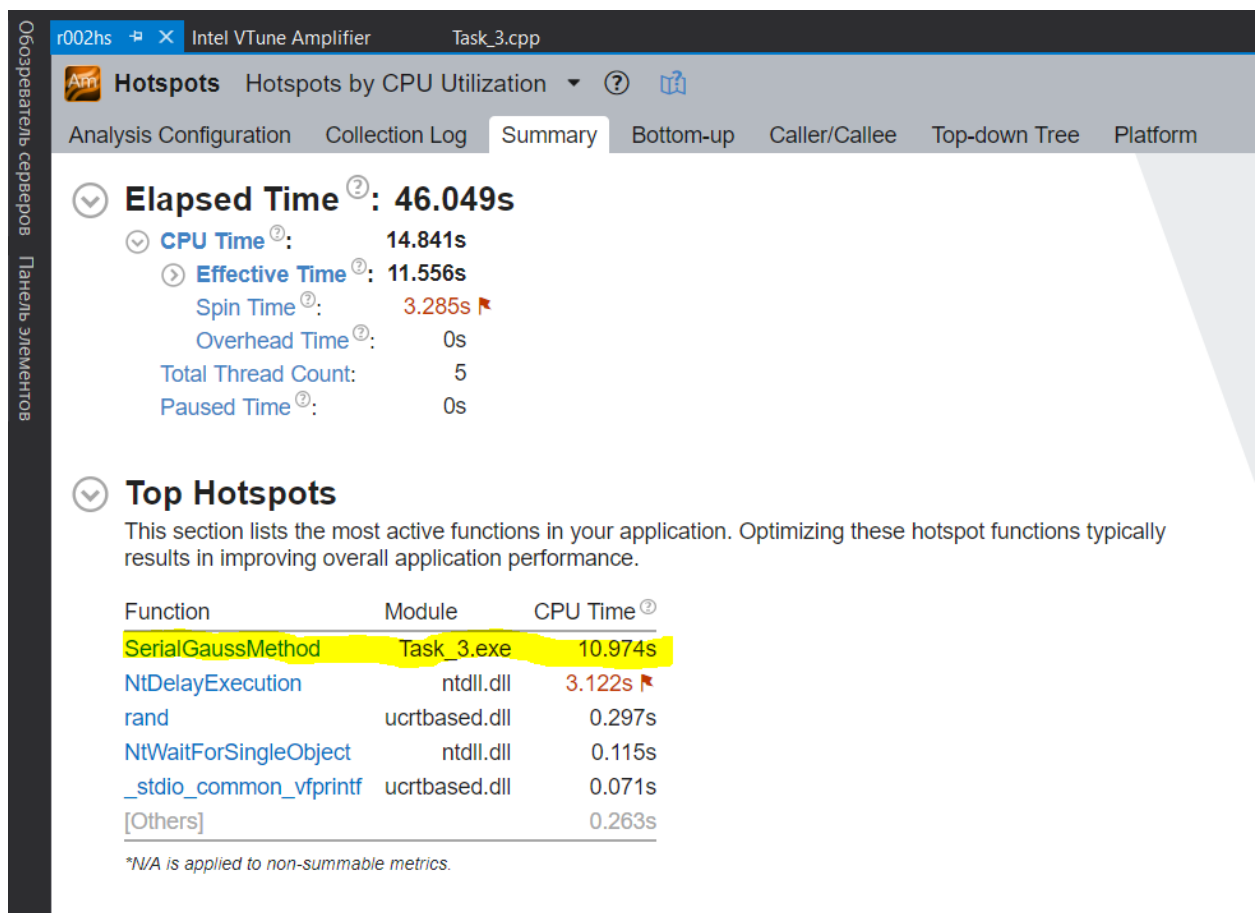 Обозреватель серверов
Панель элементов
r002hs Intel VTune Amplifier Task_3.cpp
Am Hotspots Hotspots by CPU Utilization
Analysis Configuration Collection Log Summary Bottom-up Caller/Callee Top-down Tree Platform
Elapsed Time ?: 46.049s
CPU Time ?: 14.841s
Effective Time ?: 11.556s
Spin Time ?: 3.285s
Overhead Time ?: 0s
Total Thread Count: 5
Paused Time ?: 0s
Top Hotspots
This section lists the most active functions in your application. Optimizing these hotspot functions typically
results in improving overall application performance.
Function Module CPU Time ?
SerialGaussMethod Task_3.exe 10.974s
NtDelayExecution ntdll.dll 3.122s
rand ucrtbased.dll 0.297s
NtWaitForSingleObject ntdll.dll 0.115s
_stdio_common_vfprintf ucrtbased.dll 0.071s
[Others] 0.263s
*N/A is applied to non-summable metrics.